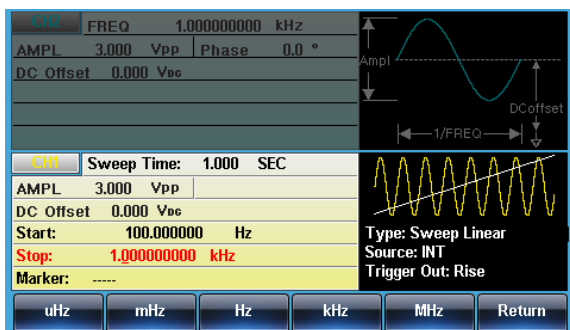 CH2 FREQ 1.000000000 kHz
AMPL 3.000 Vpp Phase 0.0 °
DC Offset 0.000 VDC
Ampl
DCoffset
1/FREQ
CH1 Sweep Time: 1.000 SEC
AMPL 3.000 Vpp
DC Offset 0.000 VDC
Start: 100.000000 Hz
Stop: 1.000000000 kHz
Marker: -----
Type: Sweep Linear
Source: INT
Trigger Out: Rise
uHz mHz Hz kHz MHz Return